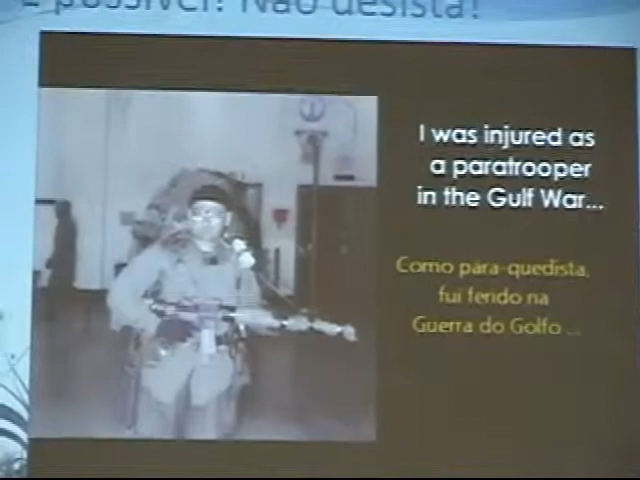 É possível! Não desista!
I was injured as
a paratrooper
in the Gulf War...
Como pára-quedista,
fui ferido na
Guerra do Golfo ...